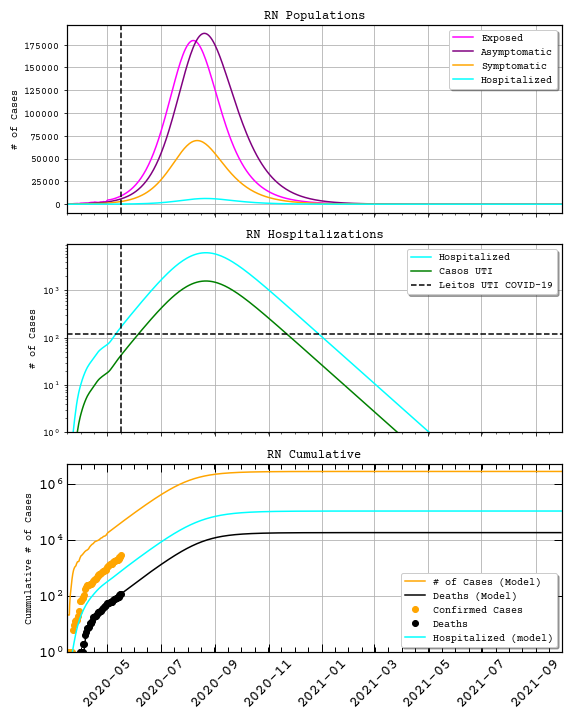 RN Populations
# of Cases
175000
150000
125000
100000
75000
50000
25000
0
Exposed
Asymptomatic
Symptomatic
Hospitalized
RN Hospitalizations
# of Cases
10³
10²
10¹
10⁰
Hospitalized
Casos UTI
Leitos UTI COVID-19
RN Cumulative
Cummulative # of Cases
10⁶
10⁴
10²
10⁰
# of Cases (Model)
Deaths (Model)
Confirmed Cases
Deaths
Hospitalized (model)
2020-05
2020-07
2020-09
2020-11
2021-01
2021-03
2021-05
2021-07
2021-09